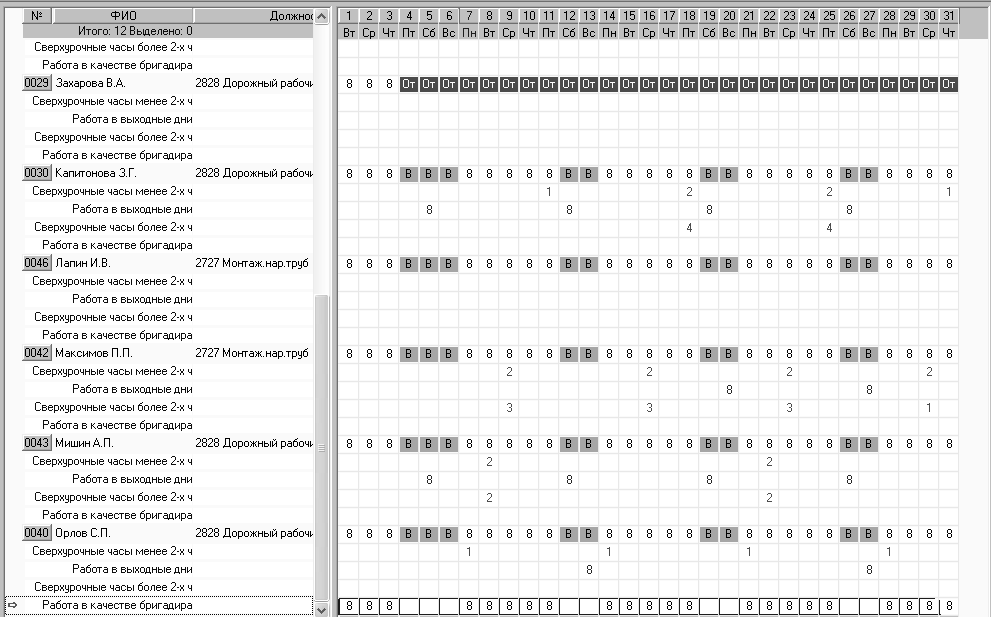 № ФИО Должнос 1 2 3 4 5 6 7 8 9 10 11 12 13 14 15 16 17 18 19 20 21 22 23 24 25 26 27 28 29 30 31
Итого: 12 Выделено: 0 Вт Ср Чт Пт Сб Вс Пн Вт Ср Чт Пт Сб Вс Пн Вт Ср Чт Пт Сб Вс Пн Вт Ср Чт Пт Сб Вс Пн Вт Ср Чт
Сверхурочные часы более 2-х ч
Работа в качестве бригадира
0029 Захарова В.А. 2828 Дорожный рабочи 8 8 8 От От От От От От От От От От От От От От От От От От От От От От От От От От От От
Сверхурочные часы менее 2-х ч
Работа в выходные дни
Сверхурочные часы более 2-х ч
Работа в качестве бригадира
0030 Капитонова З.Г. 2828 Дорожный рабочи 8 8 8 В В В 8 8 8 8 8 В В 8 8 8 8 8 В В 8 8 8 8 8 В В 8 8 8 8
Сверхурочные часы менее 2-х ч 1 2 2 1
Работа в выходные дни 8 8 8 8
Сверхурочные часы более 2-х ч 4 4
Работа в качестве бригадира
0046 Лапин И.В. 2727 Монтаж.нар.труб 8 8 8 В В В 8 8 8 8 8 В В 8 8 8 8 8 В В 8 8 8 8 8 В В 8 8 8 8
Сверхурочные часы менее 2-х ч
Работа в выходные дни
Сверхурочные часы более 2-х ч
Работа в качестве бригадира
0042 Максимов П.П. 2727 Монтаж.нар.труб 8 8 8 В В В 8 8 8 8 8 В В 8 8 8 8 8 В В 8 8 8 8 8 В В 8 8 8 8
Сверхурочные часы менее 2-х ч 2 2 2 2
Работа в выходные дни 8 8
Сверхурочные часы более 2-х ч 3 3 3 1
Работа в качестве бригадира
0043 Мишин А.П. 2828 Дорожный рабочи 8 8 8 В В В 8 8 8 8 8 В В 8 8 8 8 8 В В 8 8 8 8 8 В В 8 8 8 8
Сверхурочные часы менее 2-х ч 2 2
Работа в выходные дни 8 8 8 8
Сверхурочные часы более 2-х ч 2 2
Работа в качестве бригадира
0040 Орлов С.П. 2828 Дорожный рабочи 8 8 8 В В В 8 8 8 8 8 В В 8 8 8 8 8 В В 8 8 8 8 8 В В 8 8 8 8
Сверхурочные часы менее 2-х ч 1 1 1 1
Работа в выходные дни 8 8
Сверхурочные часы более 2-х ч
Работа в качестве бригадира 8 8 8 8 8 8 8 8 8 8 8 8 8 8 8 8 8 8 8 8 8 8